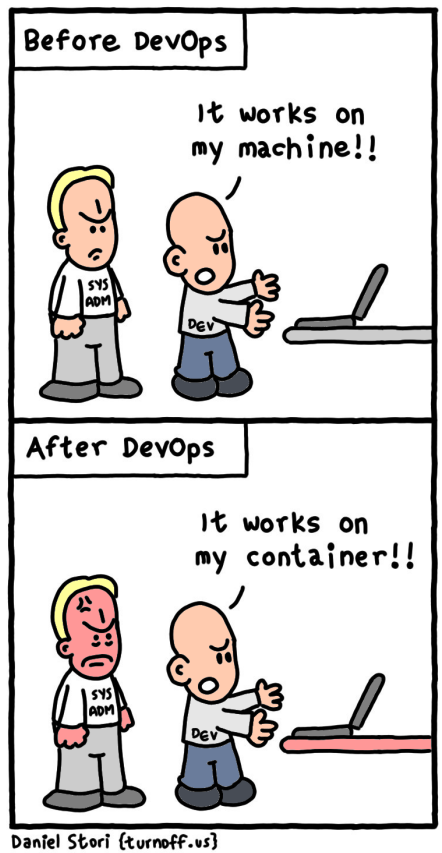 Before DevOps
It works on
my machine!!
SYS
ADM
DEV
After DevOps
It works on
my container!!
SYS
ADM
DEV
Daniel Stori {turnoff.us}